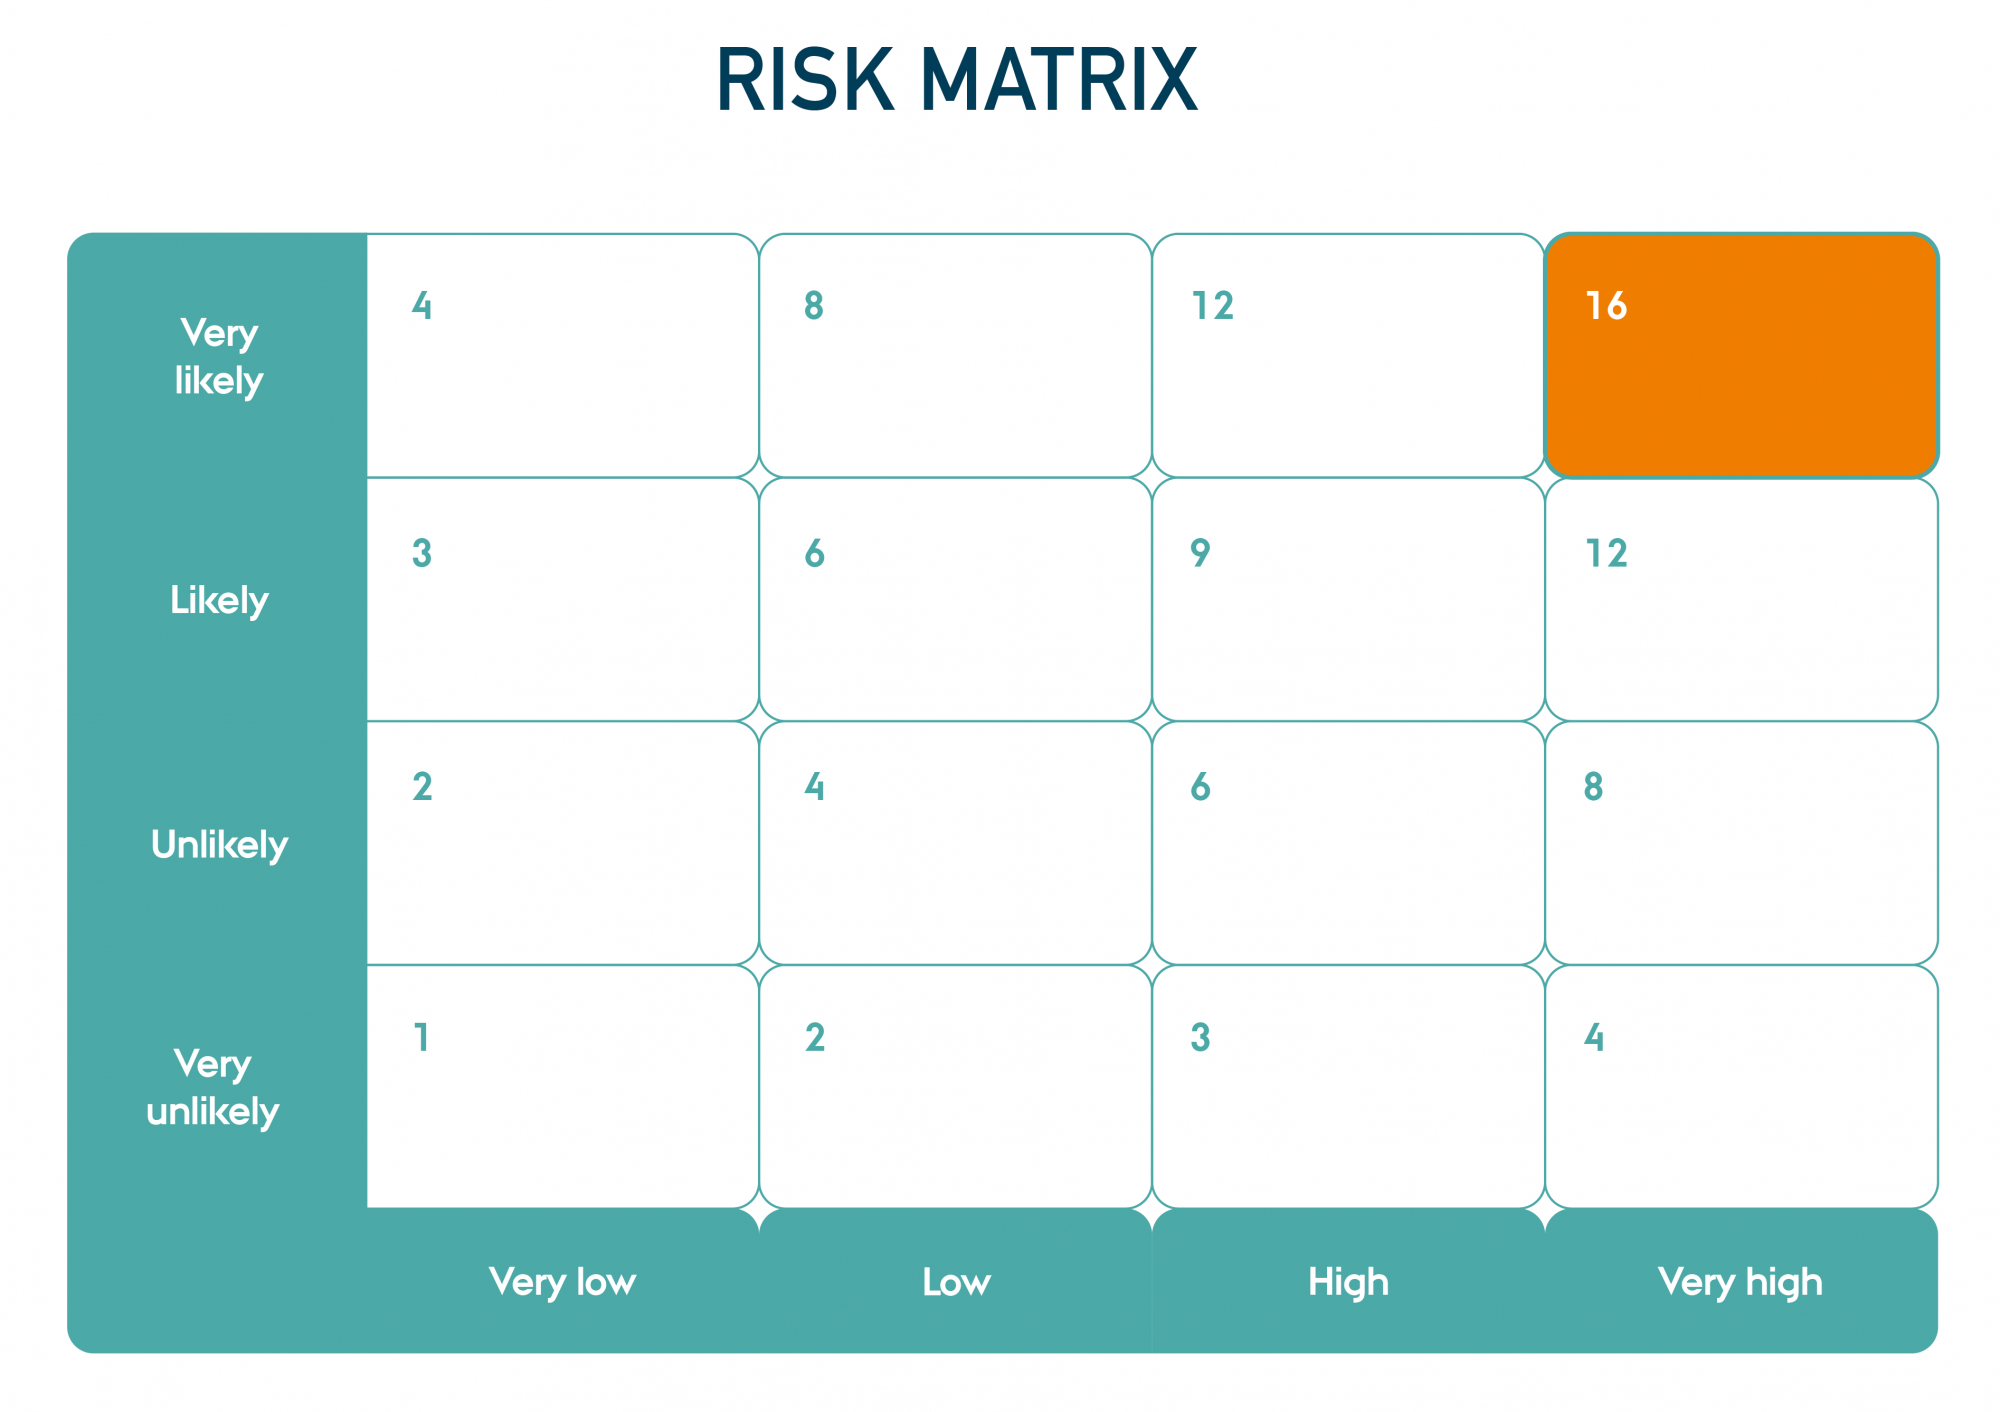 RISK MATRIX
Very
likely
4
8
12
16
Likely
3
6
9
12
Unlikely
2
4
6
8
Very
unlikely
1
2
3
4
Very low
Low
High
Very high